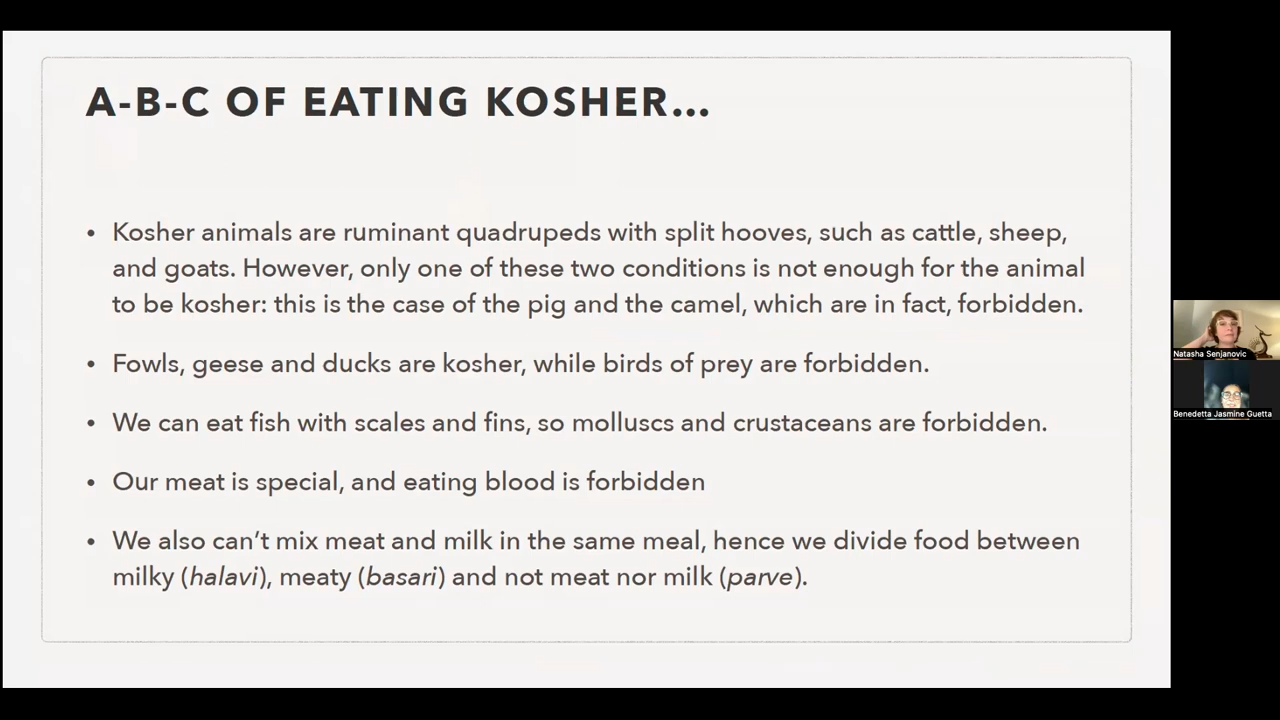 A-B-C OF EATING KOSHER...
• Kosher animals are ruminant quadrupeds with split hooves, such as cattle, sheep,
and goats. However, only one of these two conditions is not enough for the animal
to be kosher: this is the case of the pig and the camel, which are in fact, forbidden.
• Fowls, geese and ducks are kosher, while birds of prey are forbidden.
• We can eat fish with scales and fins, so molluscs and crustaceans are forbidden.
• Our meat is special, and eating blood is forbidden
• We also can’t mix meat and milk in the same meal, hence we divide food between
milky (halavi), meaty (basari) and not meat nor milk (parve).
Natasha Senjanovic
Benedetta Jasmine Guetta